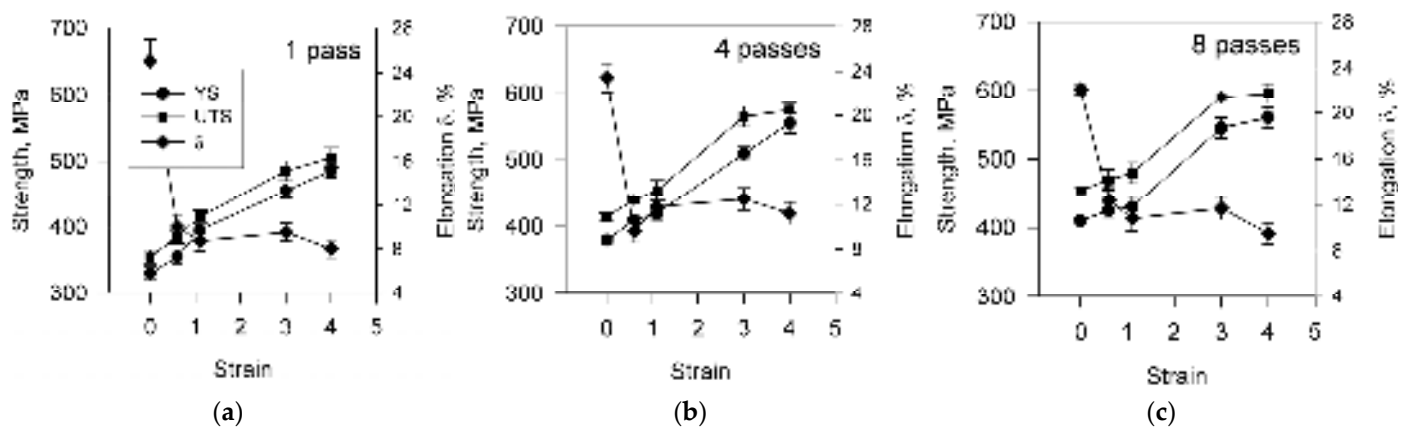 1 pass
Strength, MPa
700
600
500
400
300
YS
UTS
28
24
20
16
12
8
4
Elongation δ, %
0 1 2 3 4 5
Strain
(a)
4 passes
Strength, MPa
700
600
500
400
300
28
24
20
16
12
8
4
Elongation δ, %
0 1 2 3 4 5
Strain
(b)
8 passes
Strength, MPa
700
600
500
400
300
28
24
20
16
12
8
4
Elongation δ, %
0 1 2 3 4 5
Strain
(c)